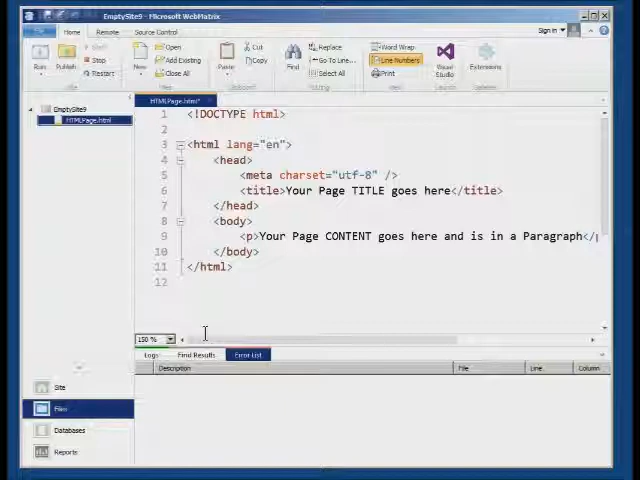 EmptySite9 - Microsoft WebMatrix
Home Remote Source Control Sign in
Run Publish Start Stop Restart
New Open Add Existing Close All
Paste Cut Copy
Find Replace Go To Line... Select All
Word Wrap Line Numbers Print
Visual Studio
Extensions
EmptySite9
HTMLPage.html
HTMLPage.html*
1 <!DOCTYPE html>
2
3 <html lang="en">
4 <head>
5 <meta charset="utf-8" />
6 <title>Your Page TITLE goes here</title>
7 </head>
8 <body>
9 <p>Your Page CONTENT goes here and is in a Paragraph</p
10 </body>
11 </html>
12
150 %
Logs Find Results Error List
Description File Line Column
Site
Files
Databases
Reports